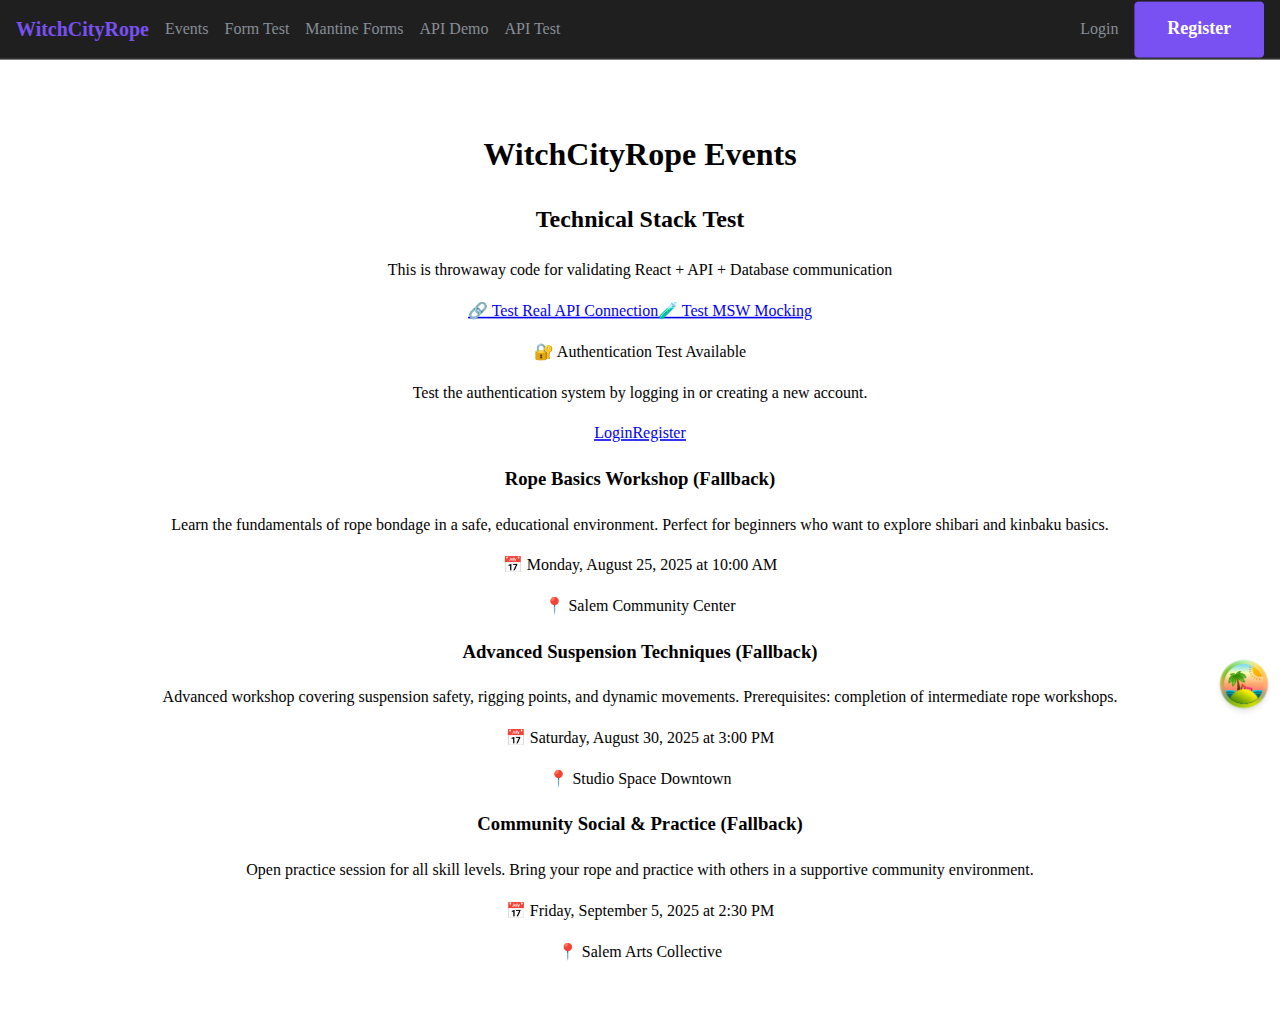 WitchCityRope Events Form Test Mantine Forms API Demo API Test Login Register
WitchCityRope Events
Technical Stack Test
This is throwaway code for validating React + API + Database communication
🔗 Test Real API Connection🧪 Test MSW Mocking
🔐 Authentication Test Available
Test the authentication system by logging in or creating a new account.
LoginRegister
Rope Basics Workshop (Fallback)
Learn the fundamentals of rope bondage in a safe, educational environment. Perfect for beginners who want to explore shibari and kinbaku basics.
📅 Monday, August 25, 2025 at 10:00 AM
📍 Salem Community Center
Advanced Suspension Techniques (Fallback)
Advanced workshop covering suspension safety, rigging points, and dynamic movements. Prerequisites: completion of intermediate rope workshops.
📅 Saturday, August 30, 2025 at 3:00 PM
📍 Studio Space Downtown
Community Social & Practice (Fallback)
Open practice session for all skill levels. Bring your rope and practice with others in a supportive community environment.
📅 Friday, September 5, 2025 at 2:30 PM
📍 Salem Arts Collective